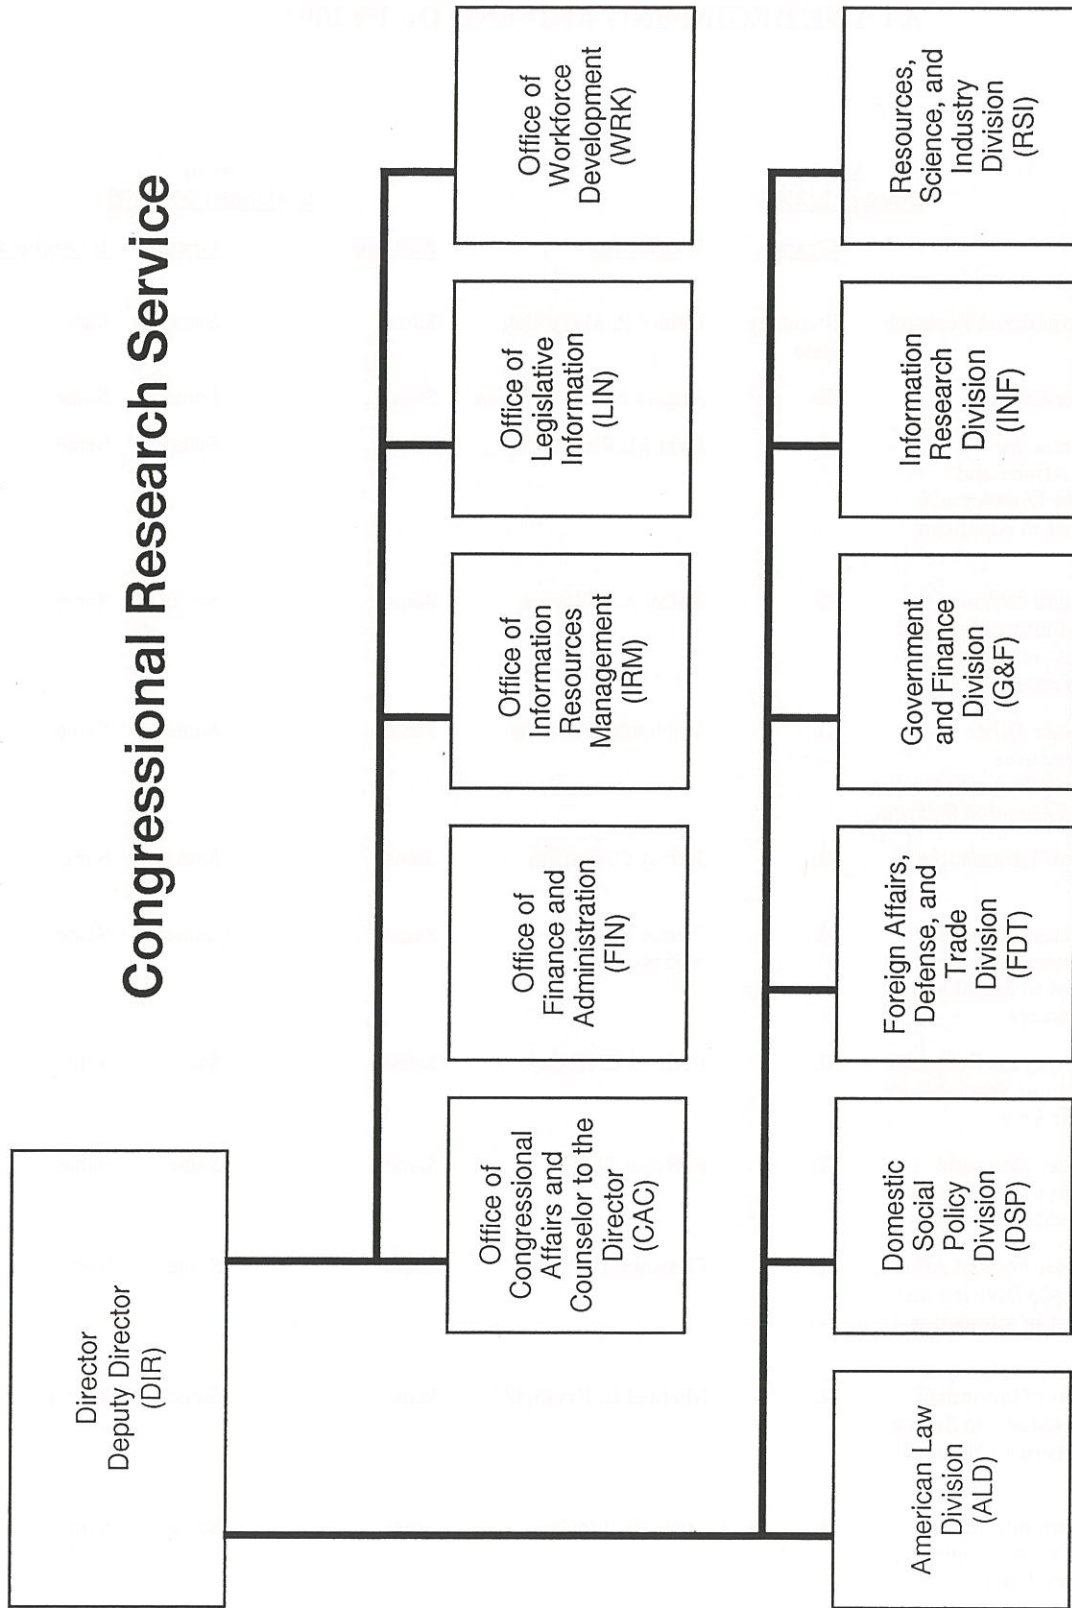 Congressional Research Service
Director
Deputy Director
(DIR)
Office of
Congressional
Affairs and
Counselor to the
Director
(CAC)
Office of
Finance and
Administration
(FIN)
Office of
Information
Resources
Management
(IRM)
Office of
Legislative
Information
(LIN)
Office of
Workforce
Development
(WRK)
American Law
Division
(ALD)
Domestic
Social
Policy
Division
(DSP)
Foreign Affairs,
Defense, and
Trade
Division
(FDT)
Government
and Finance
Division
(G&F)
Information
Research
Division
(INF)
Resources,
Science, and
Industry
Division
(RSI)